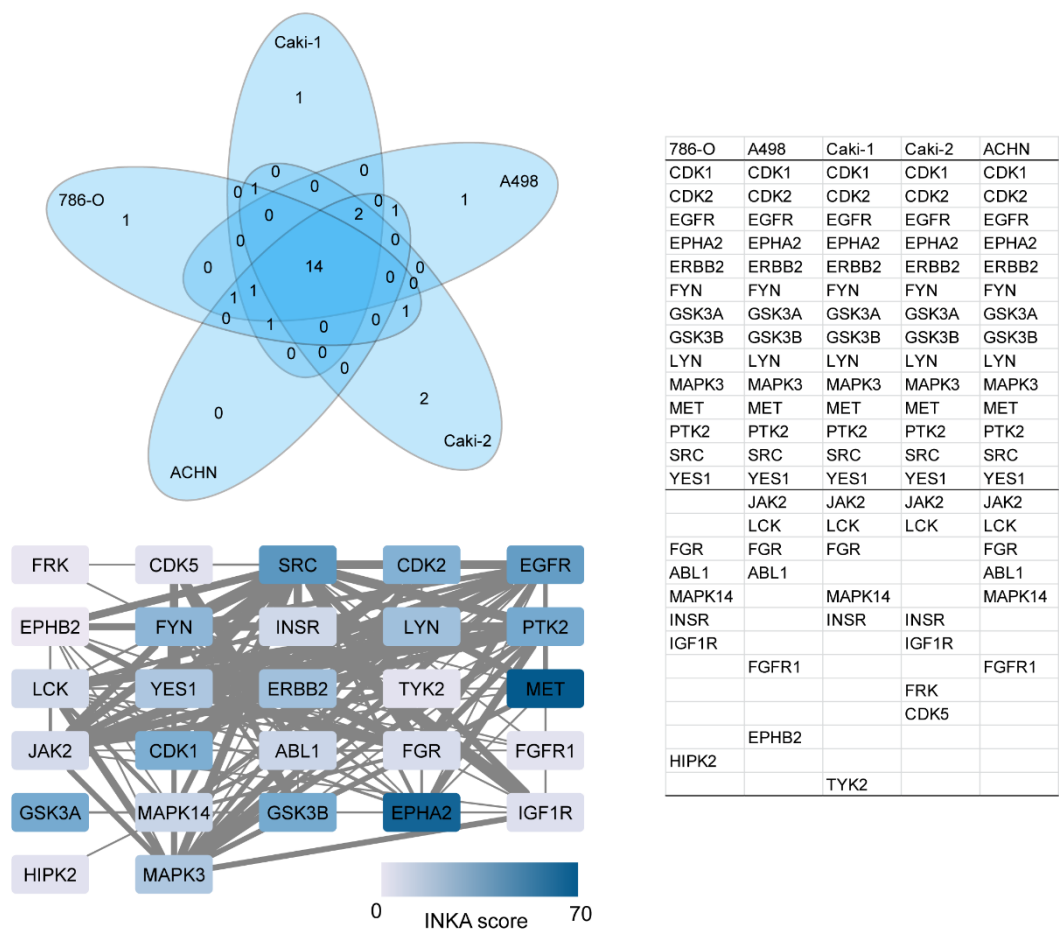 Caki-1
1
A498
1
786-O
1
0
0
0
0
1
0
1
0
2
0
0
0
14
0
0
0
1
1
0
1
0
1
0
0
0
0
0
0
2
Caki-2
ACHN
786-O A498 Caki-1 Caki-2 ACHN
CDK1 CDK1 CDK1 CDK1 CDK1
CDK2 CDK2 CDK2 CDK2 CDK2
EGFR EGFR EGFR EGFR EGFR
EPHA2 EPHA2 EPHA2 EPHA2 EPHA2
ERBB2 ERBB2 ERBB2 ERBB2 ERBB2
FYN FYN FYN FYN FYN
GSK3A GSK3A GSK3A GSK3A GSK3A
GSK3B GSK3B GSK3B GSK3B GSK3B
LYN LYN LYN LYN LYN
MAPK3 MAPK3 MAPK3 MAPK3 MAPK3
MET MET MET MET MET
PTK2 PTK2 PTK2 PTK2 PTK2
SRC SRC SRC SRC SRC
YES1 YES1 YES1 YES1 YES1
JAK2 JAK2 JAK2 JAK2
LCK LCK LCK LCK
FGR FGR FGR FGR
ABL1 ABL1 ABL1
MAPK14 MAPK14 MAPK14
INSR INSR INSR
IGF1R IGF1R
FGFR1 FGFR1
FRK
CDK5
EPHB2
HIPK2
TYK2
FRK CDK5 SRC CDK2 EGFR
EPHB2 FYN INSR LYN PTK2
LCK YES1 ERBB2 TYK2 MET
JAK2 CDK1 ABL1 FGR FGFR1
GSK3A MAPK14 GSK3B EPHA2 IGF1R
HIPK2 MAPK3
0 70
INKA score